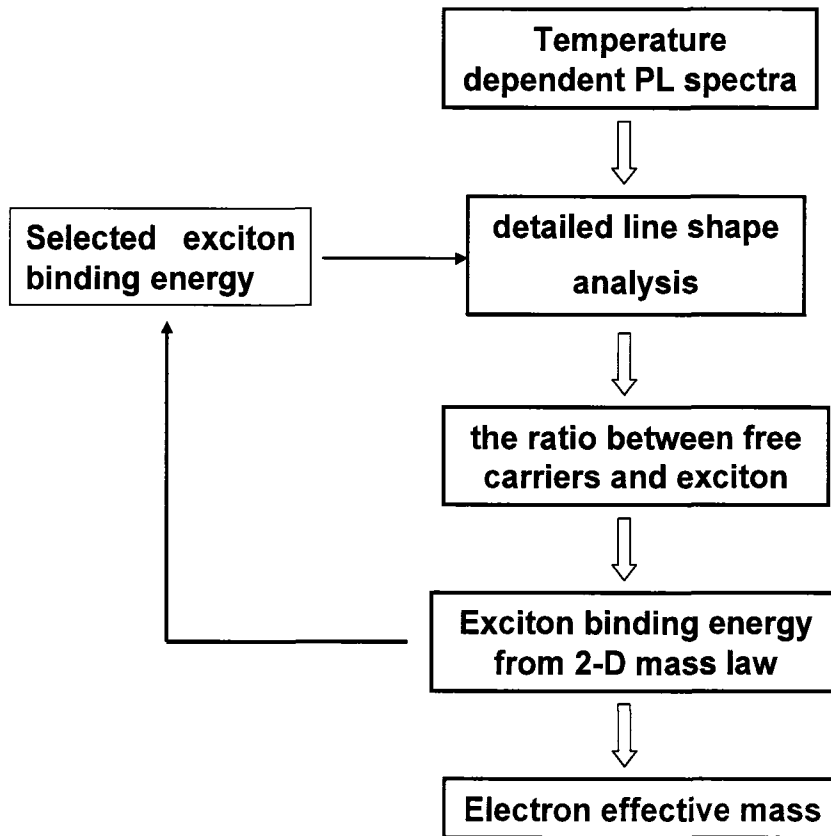 Temperature
dependent PL spectra
Selected exciton
binding energy
detailed line shape
analysis
the ratio between free
carriers and exciton
Exciton binding energy
from 2-D mass law
Electron effective mass